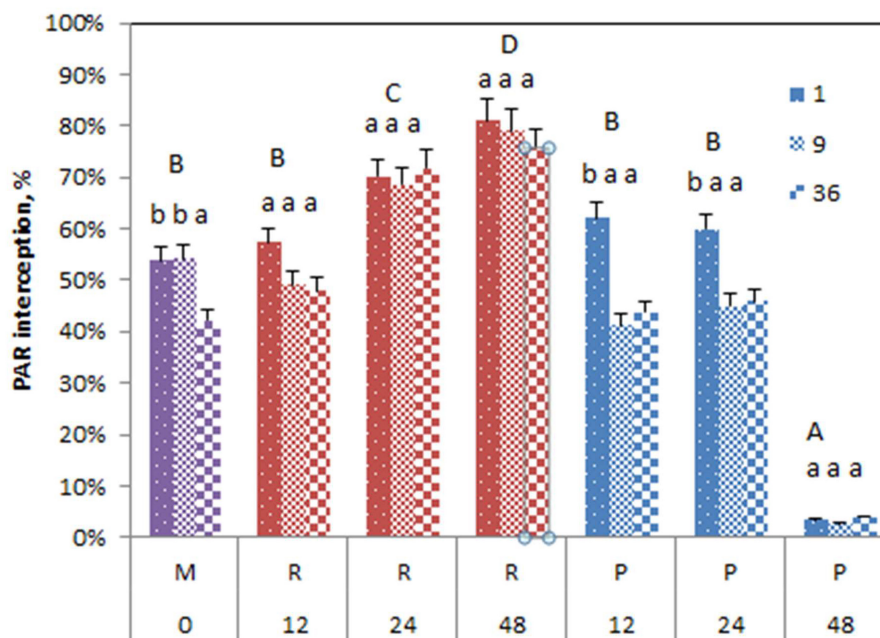 100%
90%
80%
70%
60%
50%
40%
30%
20%
10%
0%
PAR interception, %
B
b b a
B
a a a
C
a a a
D
a a a
B
b a a
B
b a a
A
a a a
1
9
36
M R R R P P P
0 12 24 48 12 24 48